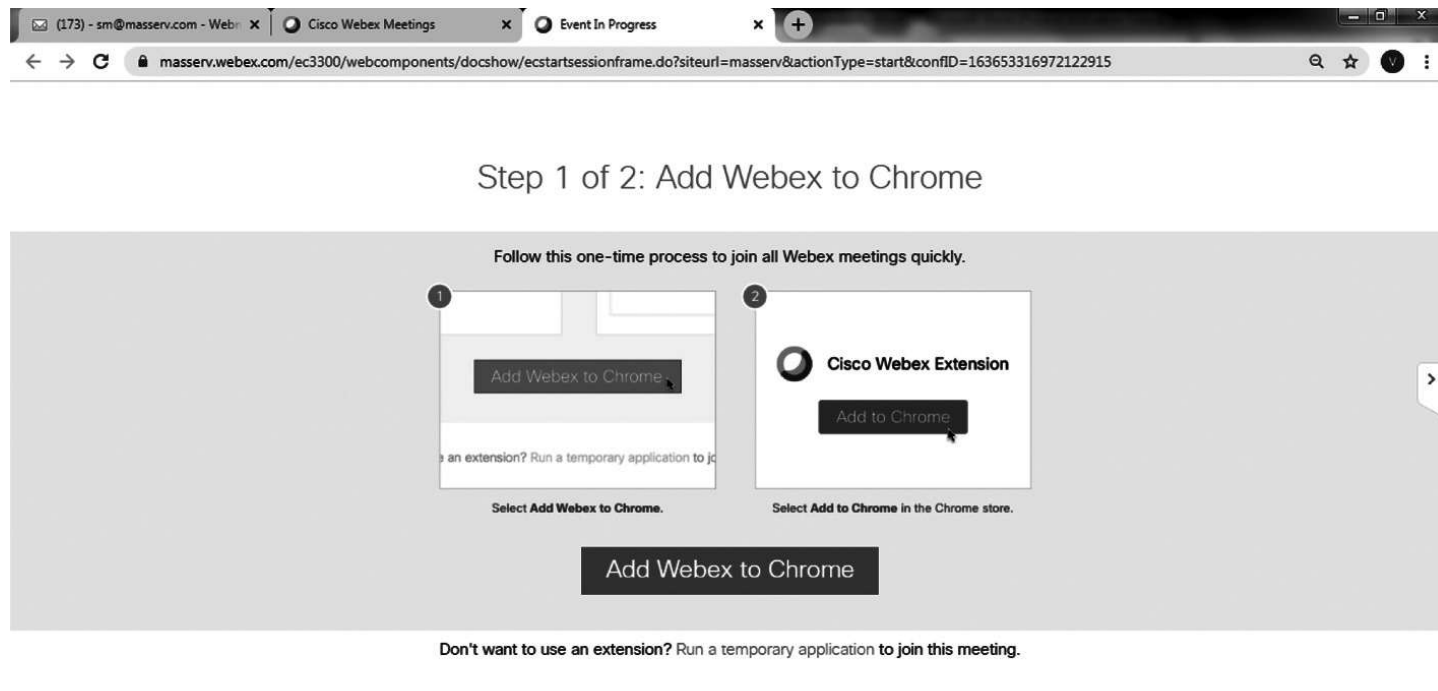 (173) - sm@masserv.com - Webm
Cisco Webex Meetings
Event In Progress
masserv.webex.com/ec3300/webcomponents/docshow/ecstartsessionframe.do?siteurl=masserv&actionType=start&confID=163653316972122915
V
Step 1 of 2: Add Webex to Chrome
Follow this one-time process to join all Webex meetings quickly.
1
2
Add Webex to Chrome
Cisco Webex Extension
Add to Chrome
an extension? Run a temporary application to jo
Select Add Webex to Chrome.
Select Add to Chrome in the Chrome store.
Add Webex to Chrome
Don't want to use an extension? Run a temporary application to join this meeting.